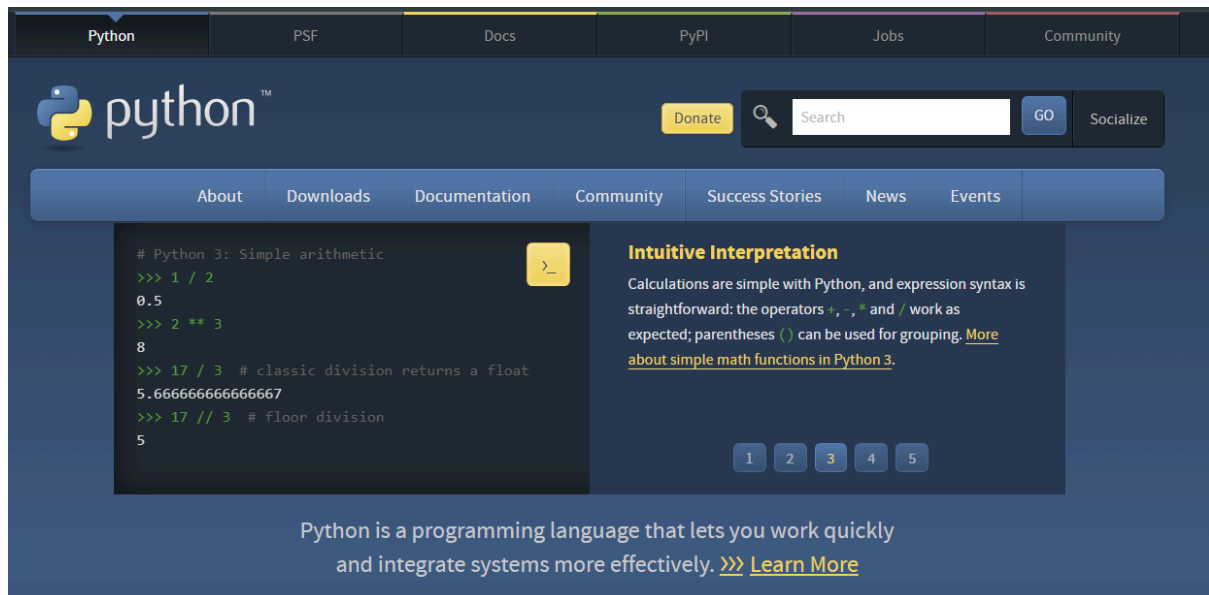 Python PSF Docs PyPI Jobs Community
python™
Donate Search GO Socialize
About Downloads Documentation Community Success Stories News Events
# Python 3: Simple arithmetic
>>> 1 / 2
0.5
>>> 2 ** 3
8
>>> 17 / 3  # classic division returns a float
5.666666666666667
>>> 17 // 3  # floor division
5
>_
Intuitive Interpretation
Calculations are simple with Python, and expression syntax is
straightforward: the operators +, -, * and / work as
expected; parentheses () can be used for grouping. More
about simple math functions in Python 3.
1 2 3 4 5
Python is a programming language that lets you work quickly
and integrate systems more effectively. >>> Learn More